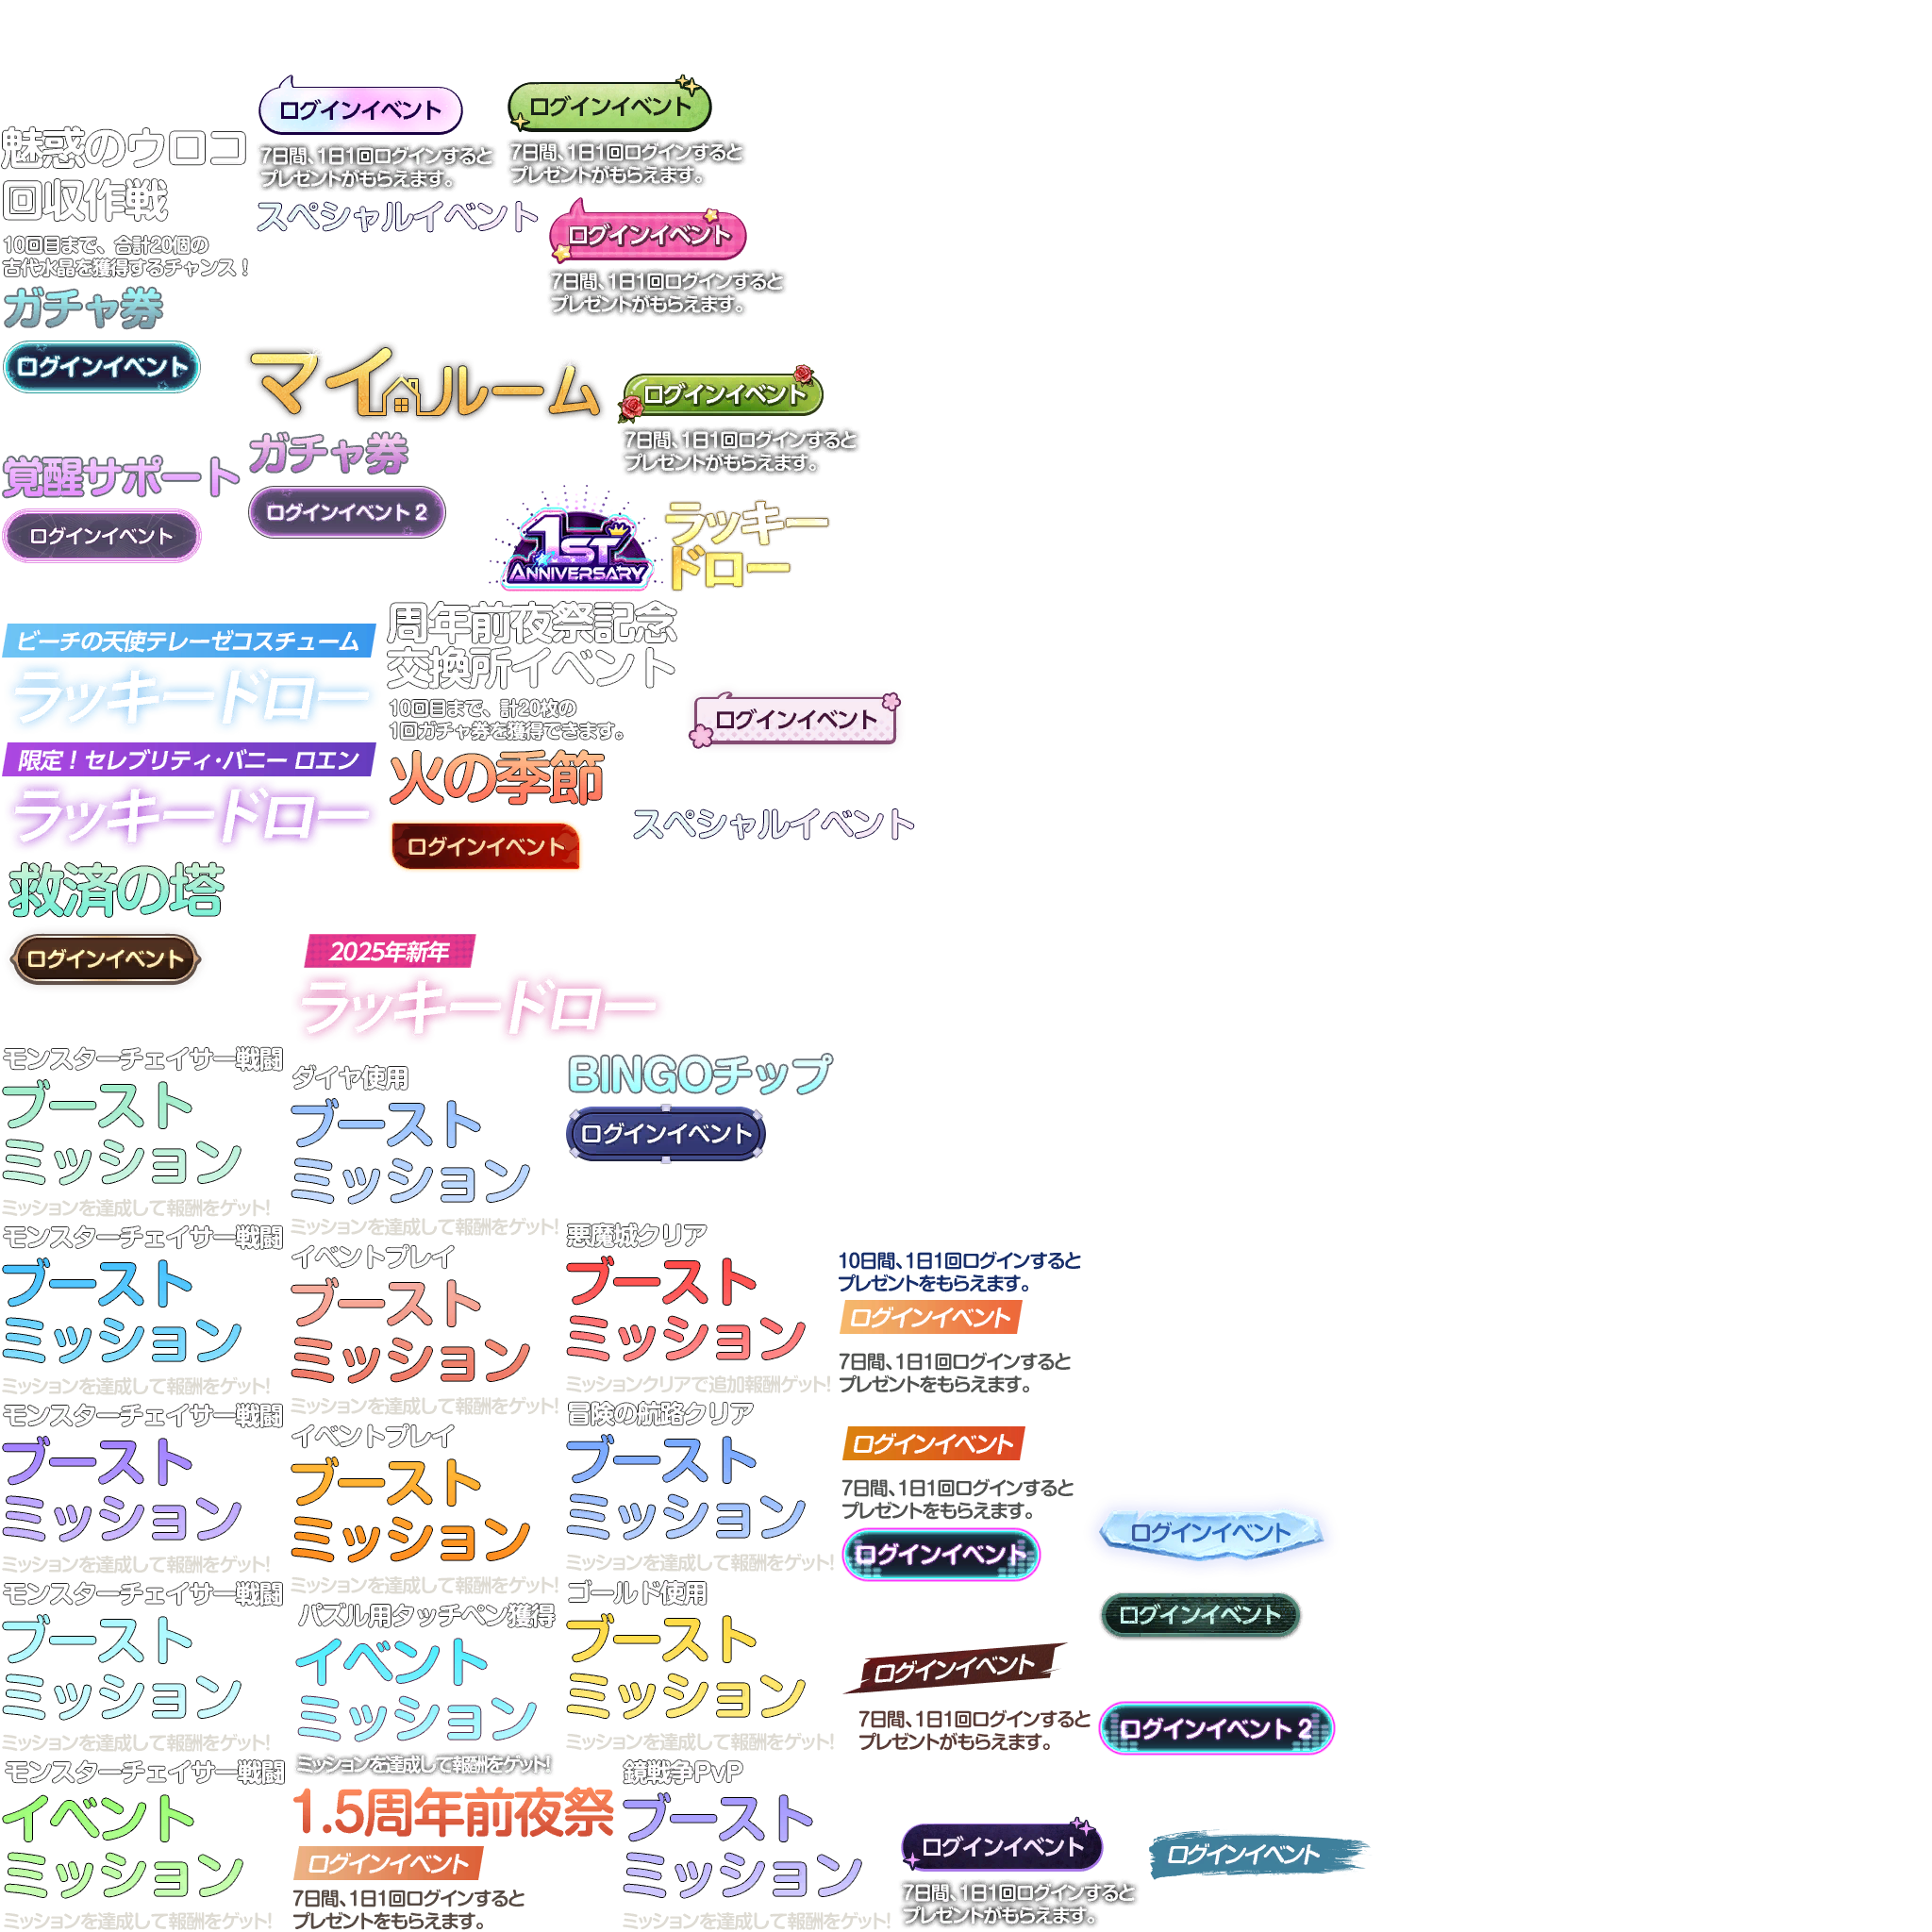 魅惑のウロコ
回収作戦
10回目まで、合計20個の
古代水晶を獲得するチャンス！
ガチャ券
ログインイベント
ログインイベント
7日間、1日1回ログインすると
プレゼントがもらえます。
スペシャルイベント
ログインイベント
7日間、1日1回ログインすると
プレゼントがもらえます。
ログインイベント
7日間、1日1回ログインすると
プレゼントがもらえます。
マイルーム
ログインイベント
7日間、1日1回ログインすると
プレゼントがもらえます。
覚醒サポート
ログインイベント
ガチャ券
ログインイベント 2
1ST
ANNIVERSARY
ラッキー
ドロー
ビーチの天使テレーゼコスチューム
ラッキードロー
限定！セレブリティ・バニー ロエン
ラッキードロー
周年前夜祭記念
交換所イベント
10回目まで、計20枚の
1回ガチャ券を獲得できます。
火の季節
ログインイベント
ログインイベント
スペシャルイベント
救済の塔
ログインイベント
2025年新年
ラッキードロー
モンスターチェイサー戦闘
ブースト
ミッション
ミッションを達成して報酬をゲット!
ダイヤ使用
ブースト
ミッション
ミッションを達成して報酬をゲット!
BINGOチップ
ログインイベント
モンスターチェイサー戦闘
ブースト
ミッション
ミッションを達成して報酬をゲット!
イベントプレイ
ブースト
ミッション
ミッションを達成して報酬をゲット!
悪魔城クリア
ブースト
ミッション
ミッションクリアで追加報酬ゲット!
10日間、1日1回ログインすると
プレゼントをもらえます。
ログインイベント
7日間、1日1回ログインすると
プレゼントをもらえます。
モンスターチェイサー戦闘
ブースト
ミッション
ミッションを達成して報酬をゲット!
イベントプレイ
ブースト
ミッション
ミッションを達成して報酬をゲット!
冒険の航路クリア
ブースト
ミッション
ミッションを達成して報酬をゲット!
ログインイベント
7日間、1日1回ログインすると
プレゼントをもらえます。
ログインイベント
ログインイベント
モンスターチェイサー戦闘
ブースト
ミッション
ミッションを達成して報酬をゲット!
パズル用タッチペン獲得
イベント
ミッション
ミッションを達成して報酬をゲット!
ゴールド使用
ブースト
ミッション
ミッションを達成して報酬をゲット!
ログインイベント
ログインイベント
7日間、1日1回ログインすると
プレゼントがもらえます。
ログインイベント 2
モンスターチェイサー戦闘
イベント
ミッション
ミッションを達成して報酬をゲット!
1.5周年前夜祭
ログインイベント
7日間、1日1回ログインすると
プレゼントをもらえます。
鏡戦争PvP
ブースト
ミッション
ミッションを達成して報酬をゲット!
ログインイベント
7日間、1日1回ログインすると
プレゼントがもらえます。
ログインイベント